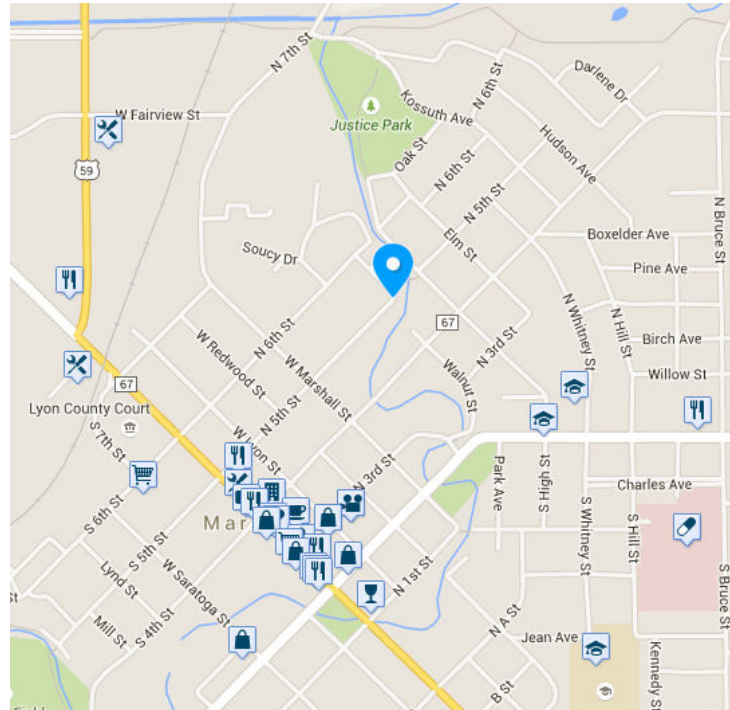 N 7th St
Darlene Dr
N 6th St
Kossuth Ave
W Fairview St
Justice Park
Hudson Ave
Oak St
59
N 6th St
N 5th St
N Bruce St
Elm St
Boxelder Ave
Soucy Dr
Pine Ave
67
N Whitney St
N Hill St
N 3rd St
N 6th St
Birch Ave
W Redwood St
Walnut St
Willow St
W Marshall St
67
Lyon County Court
N 5th St
S 7th St
W Lyon St
N 3rd St
Park Ave
S High St
Charles Ave
S 6th St
S Whitney St
S Hill St
Mar
S 5th St
N 1st St
S Bruce St
Lynd St
W Saratoga St
St
Mill St
S 4th St
N A St
Jean Ave
Kennedy St
B St